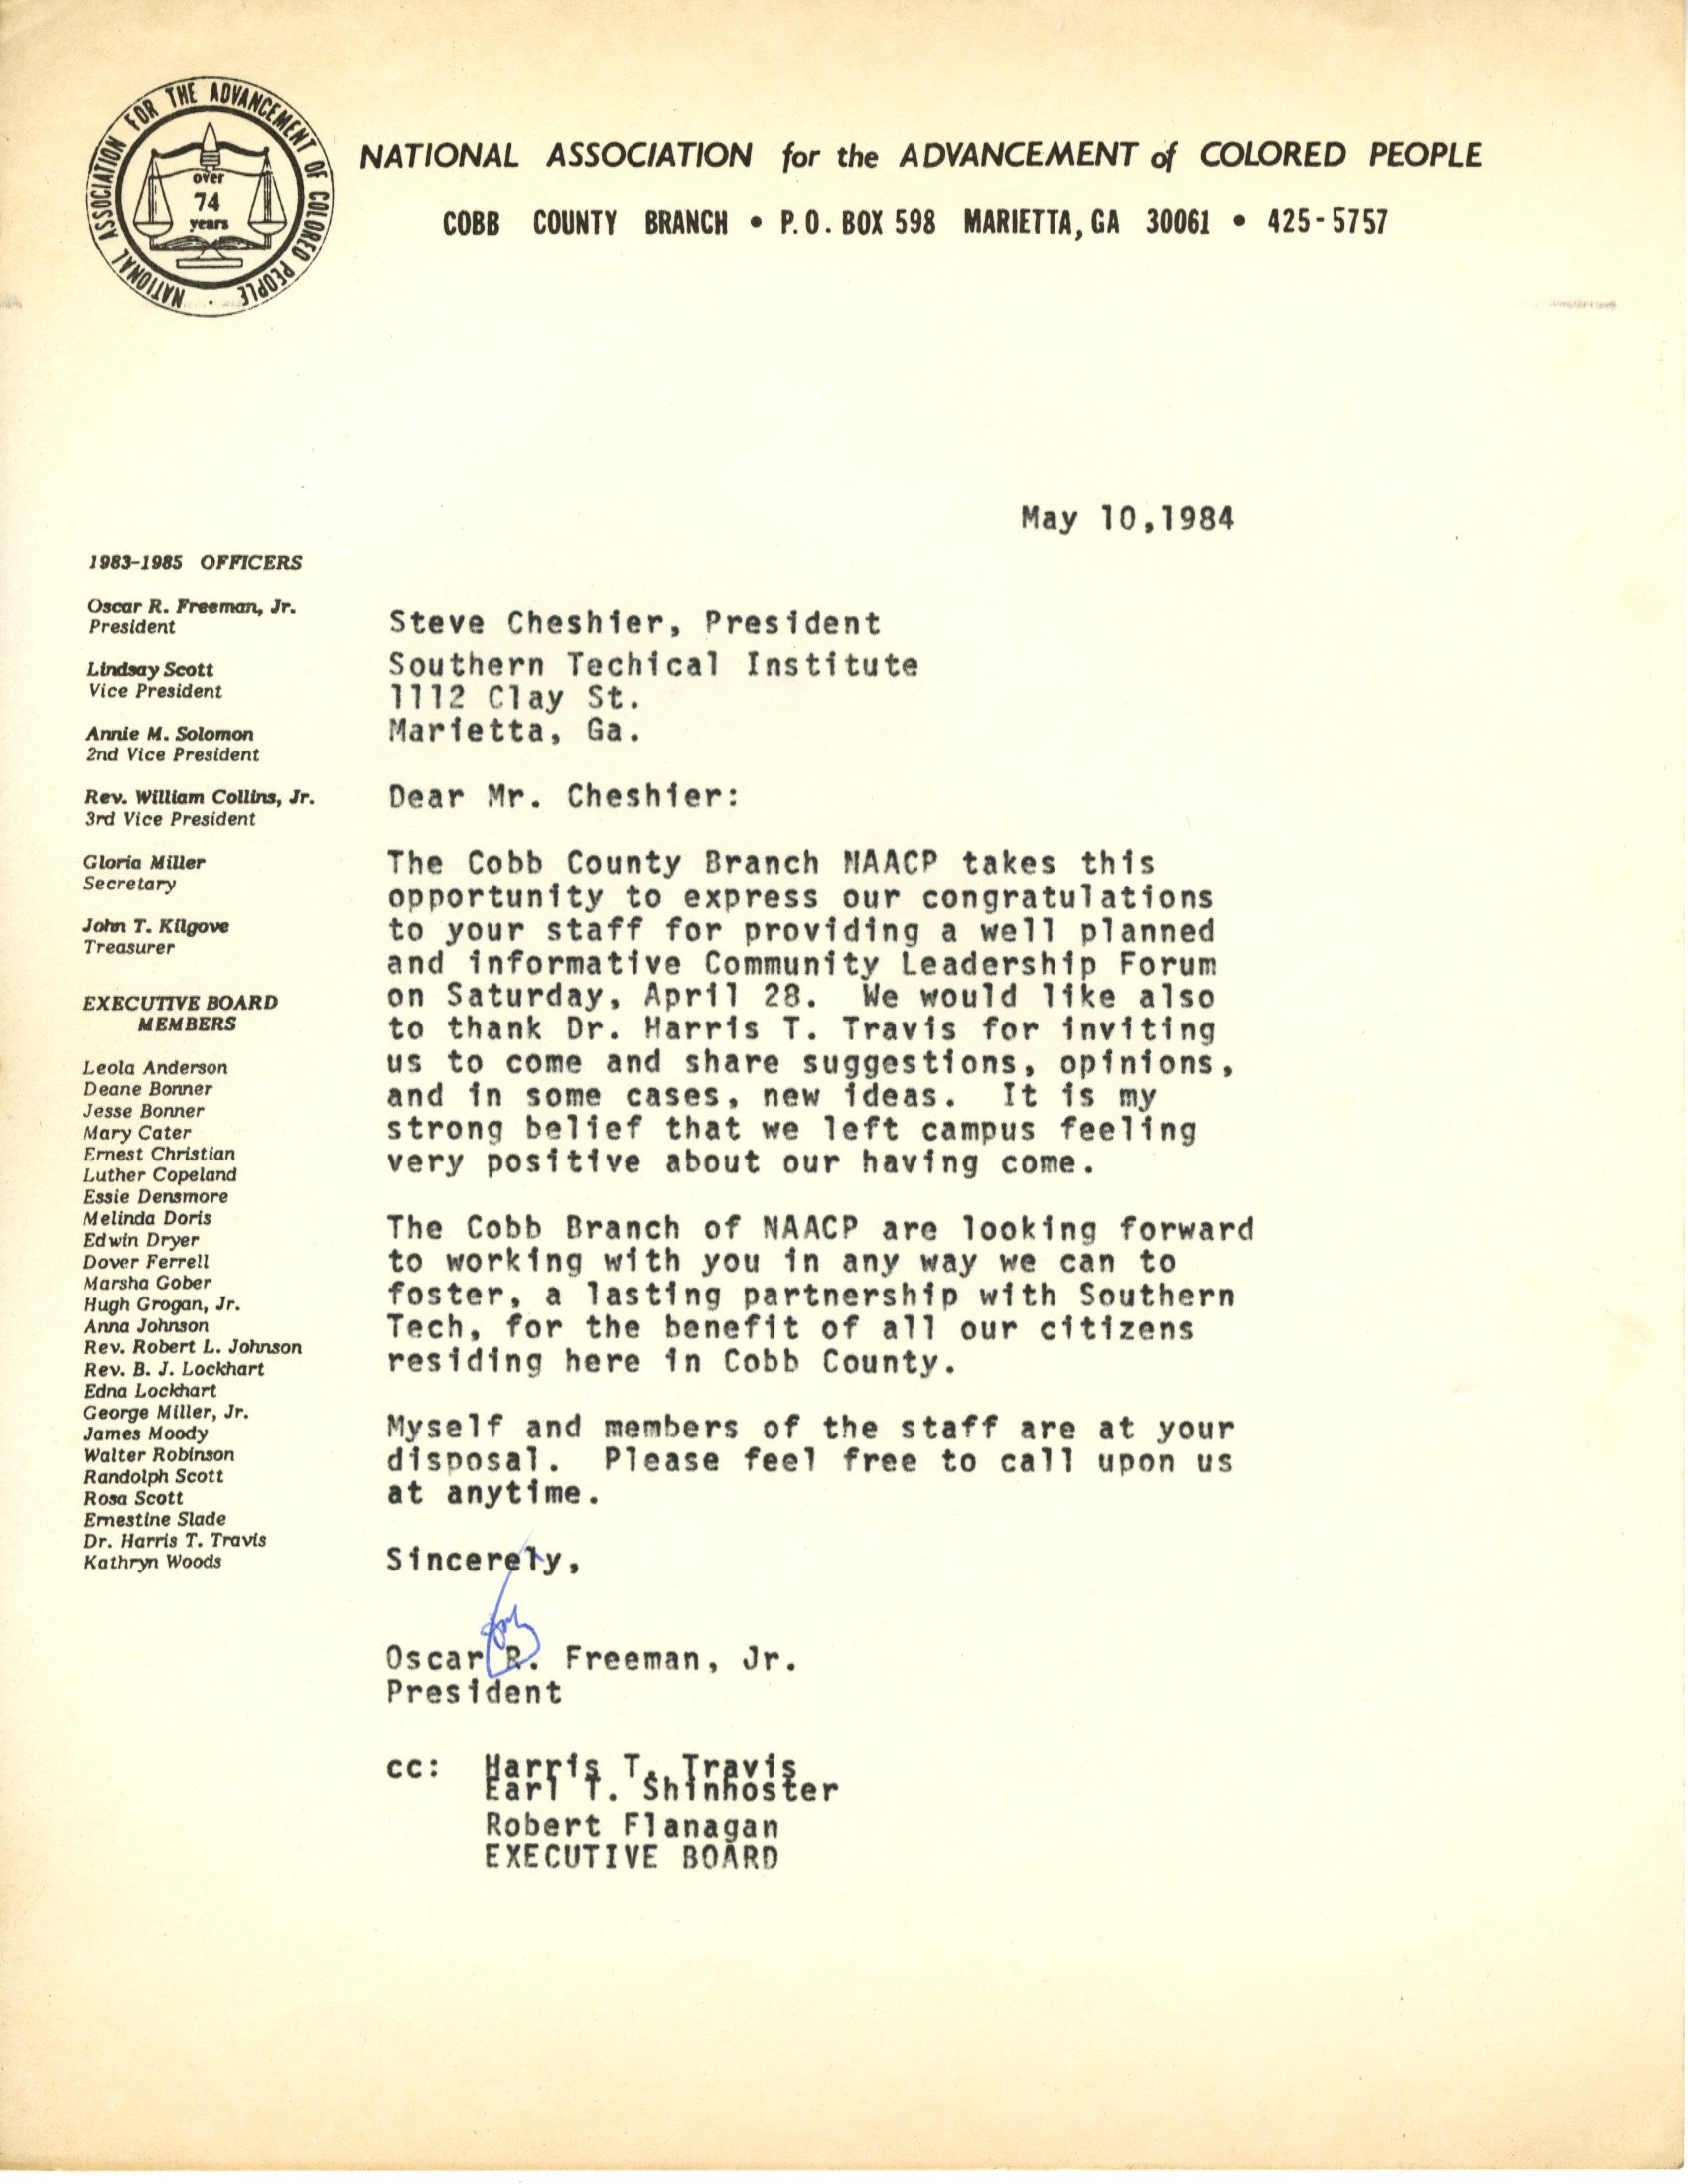 NATIONAL ASSOCIATION FOR THE ADVANCEMENT OF COLORED PEOPLE
over
74
years
NATIONAL ASSOCIATION for the ADVANCEMENT of COLORED PEOPLE
COBB COUNTY BRANCH • P.O. BOX 598 MARIETTA, GA 30061 • 425-5757
May 10,1984
1983-1985 OFFICERS
Oscar R. Freeman, Jr.
President
Lindsay Scott
Vice President
Annie M. Solomon
2nd Vice President
Rev. William Collins, Jr.
3rd Vice President
Gloria Miller
Secretary
John T. Kilgove
Treasurer
EXECUTIVE BOARD
MEMBERS
Leola Anderson
Deane Bonner
Jesse Bonner
Mary Cater
Ernest Christian
Luther Copeland
Essie Densmore
Melinda Doris
Edwin Dryer
Dover Ferrell
Marsha Gober
Hugh Grogan, Jr.
Anna Johnson
Rev. Robert L. Johnson
Rev. B. J. Lockhart
Edna Lockhart
George Miller, Jr.
James Moody
Walter Robinson
Randolph Scott
Rosa Scott
Ernestine Slade
Dr. Harris T. Travis
Kathryn Woods
Steve Cheshier, President
Southern Techical Institute
1112 Clay St.
Marietta, Ga.
Dear Mr. Cheshier:
The Cobb County Branch NAACP takes this
opportunity to express our congratulations
to your staff for providing a well planned
and informative Community Leadership Forum
on Saturday, April 28. We would like also
to thank Dr. Harris T. Travis for inviting
us to come and share suggestions, opinions,
and in some cases, new ideas. It is my
strong belief that we left campus feeling
very positive about our having come.
The Cobb Branch of NAACP are looking forward
to working with you in any way we can to
foster, a lasting partnership with Southern
Tech, for the benefit of all our citizens
residing here in Cobb County.
Myself and members of the staff are at your
disposal. Please feel free to call upon us
at anytime.
Sincerely,
Oscar R. Freeman, Jr.
President
cc: Harris T. Travis
Earl T. Shinhoster
Robert Flanagan
EXECUTIVE BOARD